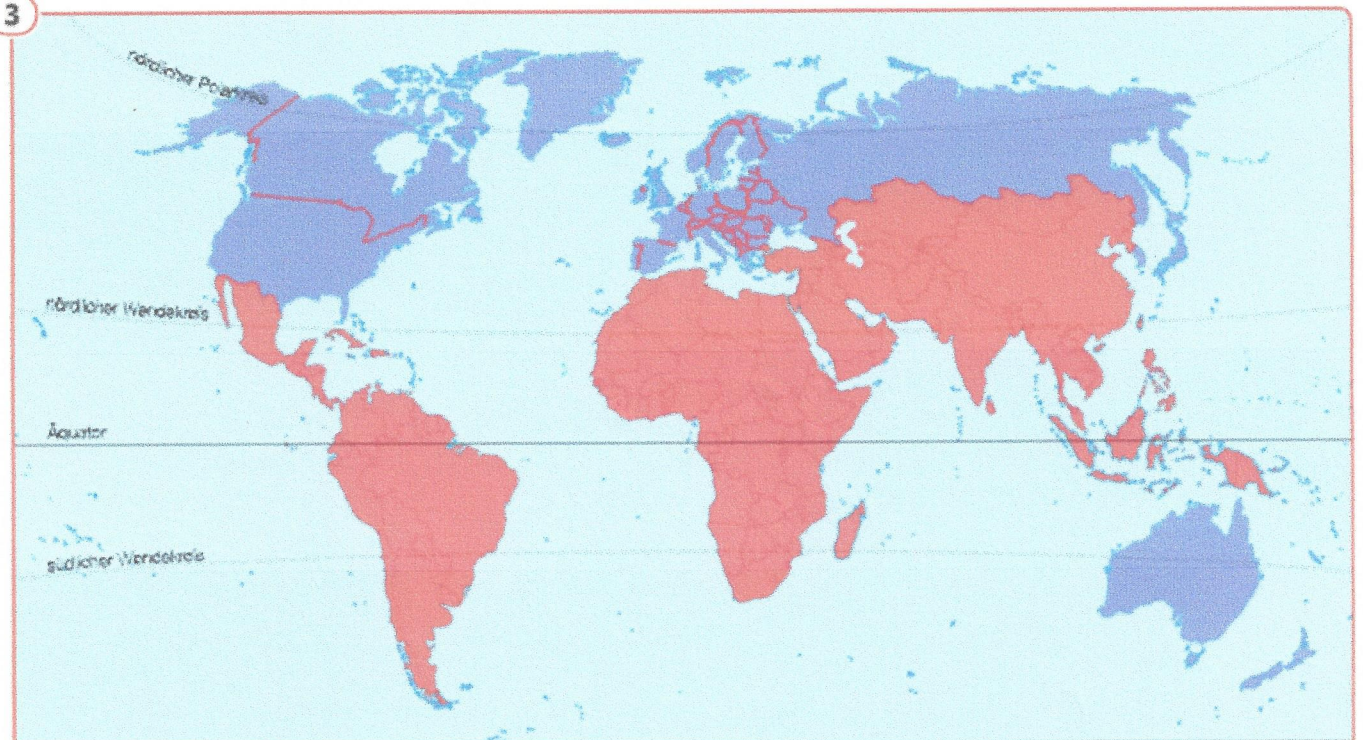 3
nördlicher Polarkreis
nördlicher Wendekreis
Äquator
südlicher Wendekreis